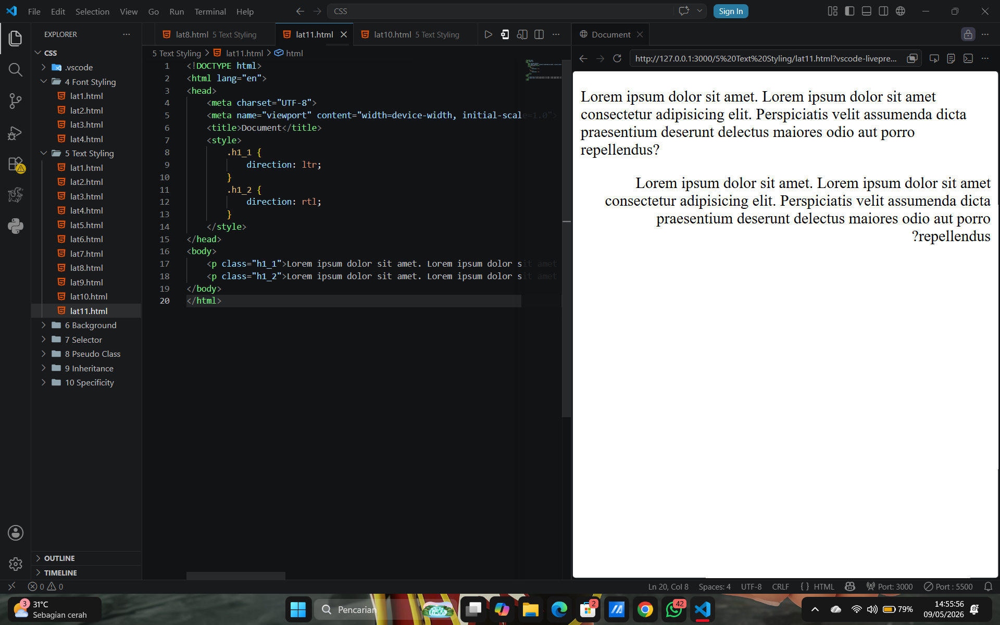 File Edit Selection View Go Run Terminal Help
CSS
Sign In
EXPLORER
CSS
.vscode
4 Font Styling
lat1.html
lat2.html
lat3.html
lat4.html
5 Text Styling
lat1.html
lat2.html
lat3.html
lat4.html
lat5.html
lat6.html
lat7.html
lat8.html
lat9.html
lat10.html
lat11.html
6 Background
7 Selector
8 Pseudo Class
9 Inheritance
10 Specificity
OUTLINE
TIMELINE
lat8.html 5 Text Styling
lat11.html
lat10.html 5 Text Styling
5 Text Styling > lat11.html > html
1 <!DOCTYPE html>
2 <html lang="en">
3 <head>
4 <meta charset="UTF-8">
5 <meta name="viewport" content="width=device-width, initial-scale=1.0">
6 <title>Document</title>
7 <style>
8 .h1_1 {
9 direction: ltr;
10 }
11 .h1_2 {
12 direction: rtl;
13 }
14 </style>
15 </head>
16 <body>
17 <p class="h1_1">Lorem ipsum dolor sit amet. Lorem ipsum dolor sit amet
18 <p class="h1_2">Lorem ipsum dolor sit amet. Lorem ipsum dolor sit amet
19 </body>
20 </html>
Document
http://127.0.0.1:3000/5%20Text%20Styling/lat11.html?vscode-livepre...
Lorem ipsum dolor sit amet. Lorem ipsum dolor sit amet
consectetur adipisicing elit. Perspiciatis velit assumenda dicta
praesentium deserunt delectus maiores odio aut porro
repellendus?
Lorem ipsum dolor sit amet. Lorem ipsum dolor sit amet
consectetur adipisicing elit. Perspiciatis velit assumenda dicta
praesentium deserunt delectus maiores odio aut porro
?repellendus
0 0
Ln 20, Col 8 Spaces: 4 UTF-8 CRLF { } HTML Port: 3000 Port : 5500
3
31°C
Sebagian cerah
Pencarian
2
42
79%
14:55:56
09/05/2026